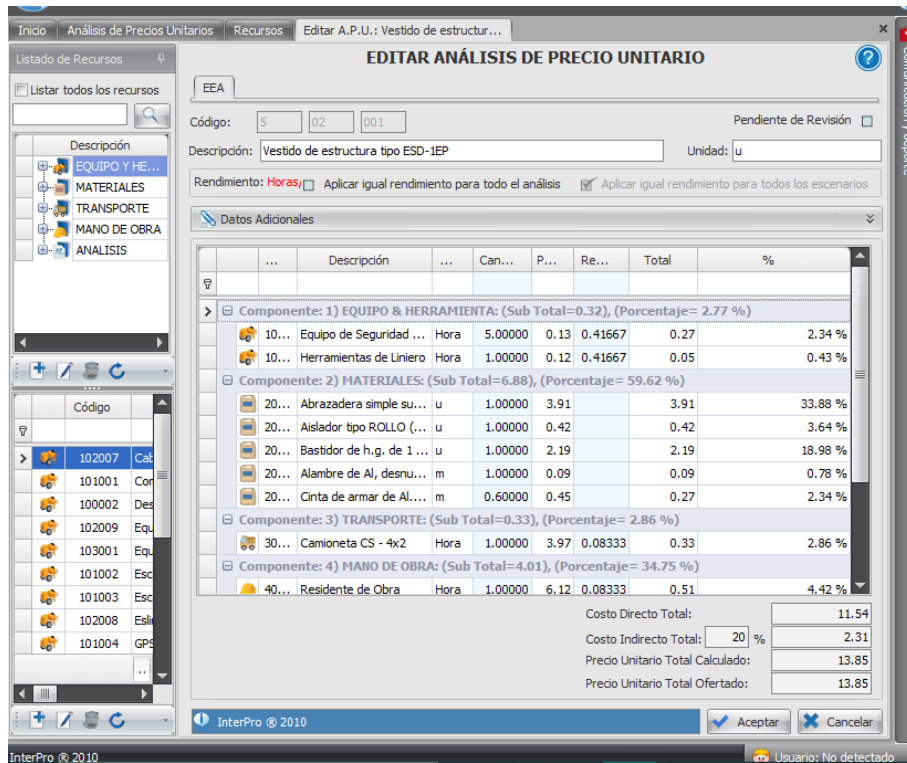 Inicio Análisis de Precios Unitarios Recursos Editar A.P.U.: Vestido de estructur...
Listado de Recursos
Listar todos los recursos
Descripción
EQUIPO Y HE...
MATERIALES
TRANSPORTE
MANO DE OBRA
ANALISIS
Código
102007 Cab
101001 Cor
100002 Des
102009 Equ
103001 Equ
101002 Esc
101003 Esc
102008 Eslir
101004 GPS
..
EDITAR ANÁLISIS DE PRECIO UNITARIO
EEA
Código: 5 02 001 Pendiente de Revisión
Descripción: Vestido de estructura tipo ESD-1EP Unidad: u
Rendimiento: Horas/ Aplicar igual rendimiento para todo el análisis Aplicar igual rendimiento para todos los escenarios
Datos Adicionales
... Descripción ... Can... P... Re... Total %
Componente: 1) EQUIPO & HERRAMIENTA: (Sub Total=0.32), (Porcentaje= 2.77 %)
10... Equipo de Seguridad ... Hora 5.00000 0.13 0.41667 0.27 2.34 %
10... Herramientas de Liniero Hora 1.00000 0.12 0.41667 0.05 0.43 %
Componente: 2) MATERIALES: (Sub Total=6.88), (Porcentaje= 59.62 %)
20... Abrazadera simple su... u 1.00000 3.91 3.91 33.88 %
20... Aislador tipo ROLLO (... u 1.00000 0.42 0.42 3.64 %
20... Bastidor de h.g. de 1 ... u 1.00000 2.19 2.19 18.98 %
20... Alambre de Al, desnu... m 1.00000 0.09 0.09 0.78 %
20... Cinta de armar de Al.... m 0.60000 0.45 0.27 2.34 %
Componente: 3) TRANSPORTE: (Sub Total=0.33), (Porcentaje= 2.86 %)
30... Camioneta CS - 4x2 Hora 1.00000 3.97 0.08333 0.33 2.86 %
Componente: 4) MANO DE OBRA: (Sub Total=4.01), (Porcentaje= 34.75 %)
40... Residente de Obra Hora 1.00000 6.12 0.08333 0.51 4.42 %
Costo Directo Total: 11.54
Costo Indirecto Total: 20 % 2.31
Precio Unitario Total Calculado: 13.85
Precio Unitario Total Ofertado: 13.85
InterPro ® 2010 Aceptar Cancelar
InterPro ® 2010 Usuario: No detectado